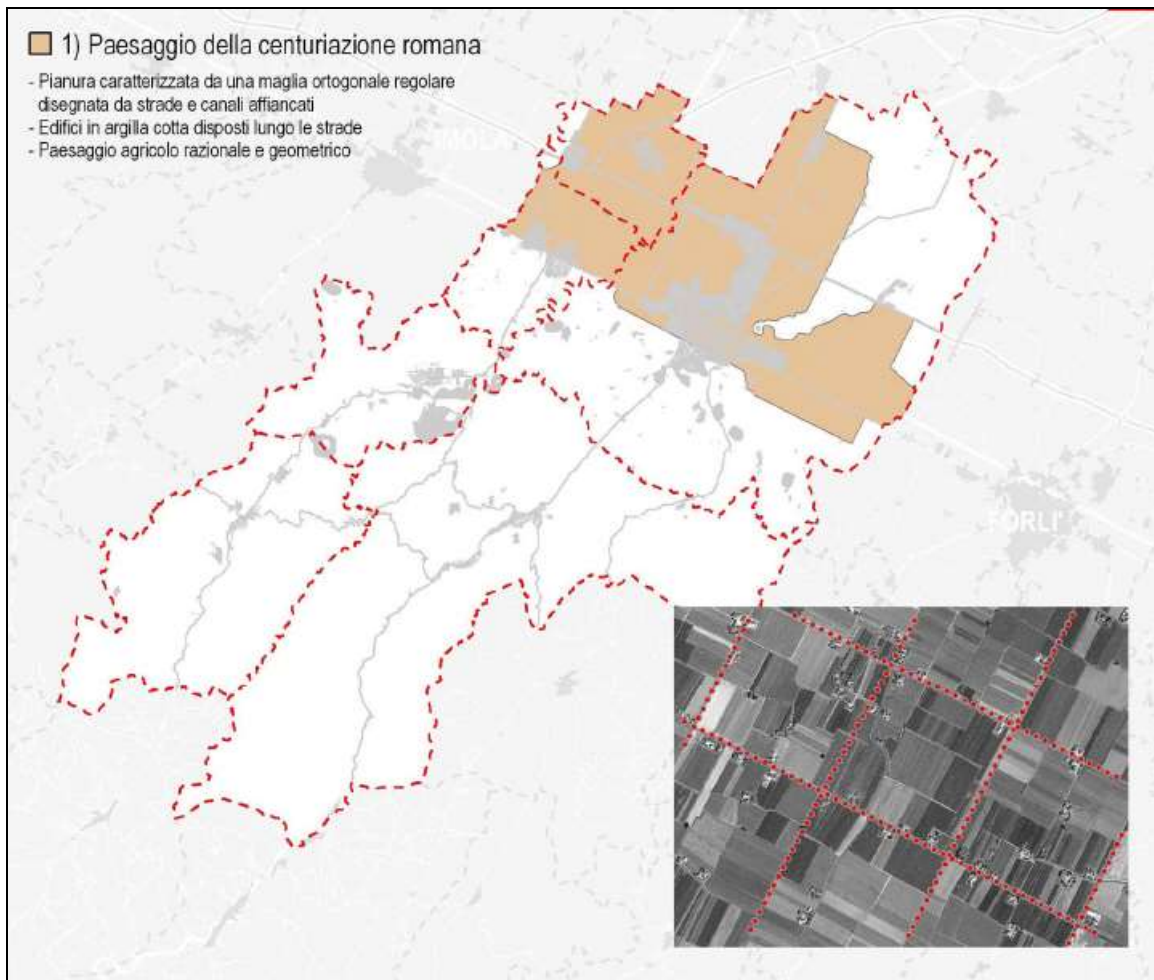 1) Paesaggio della centuriazione romana
- Pianura caratterizzata da una maglia ortogonale regolare
disegnata da strade e canali affiancati
- Edifici in argilla cotta disposti lungo le strade
- Paesaggio agricolo razionale e geometrico
IMOLA
FORLI'